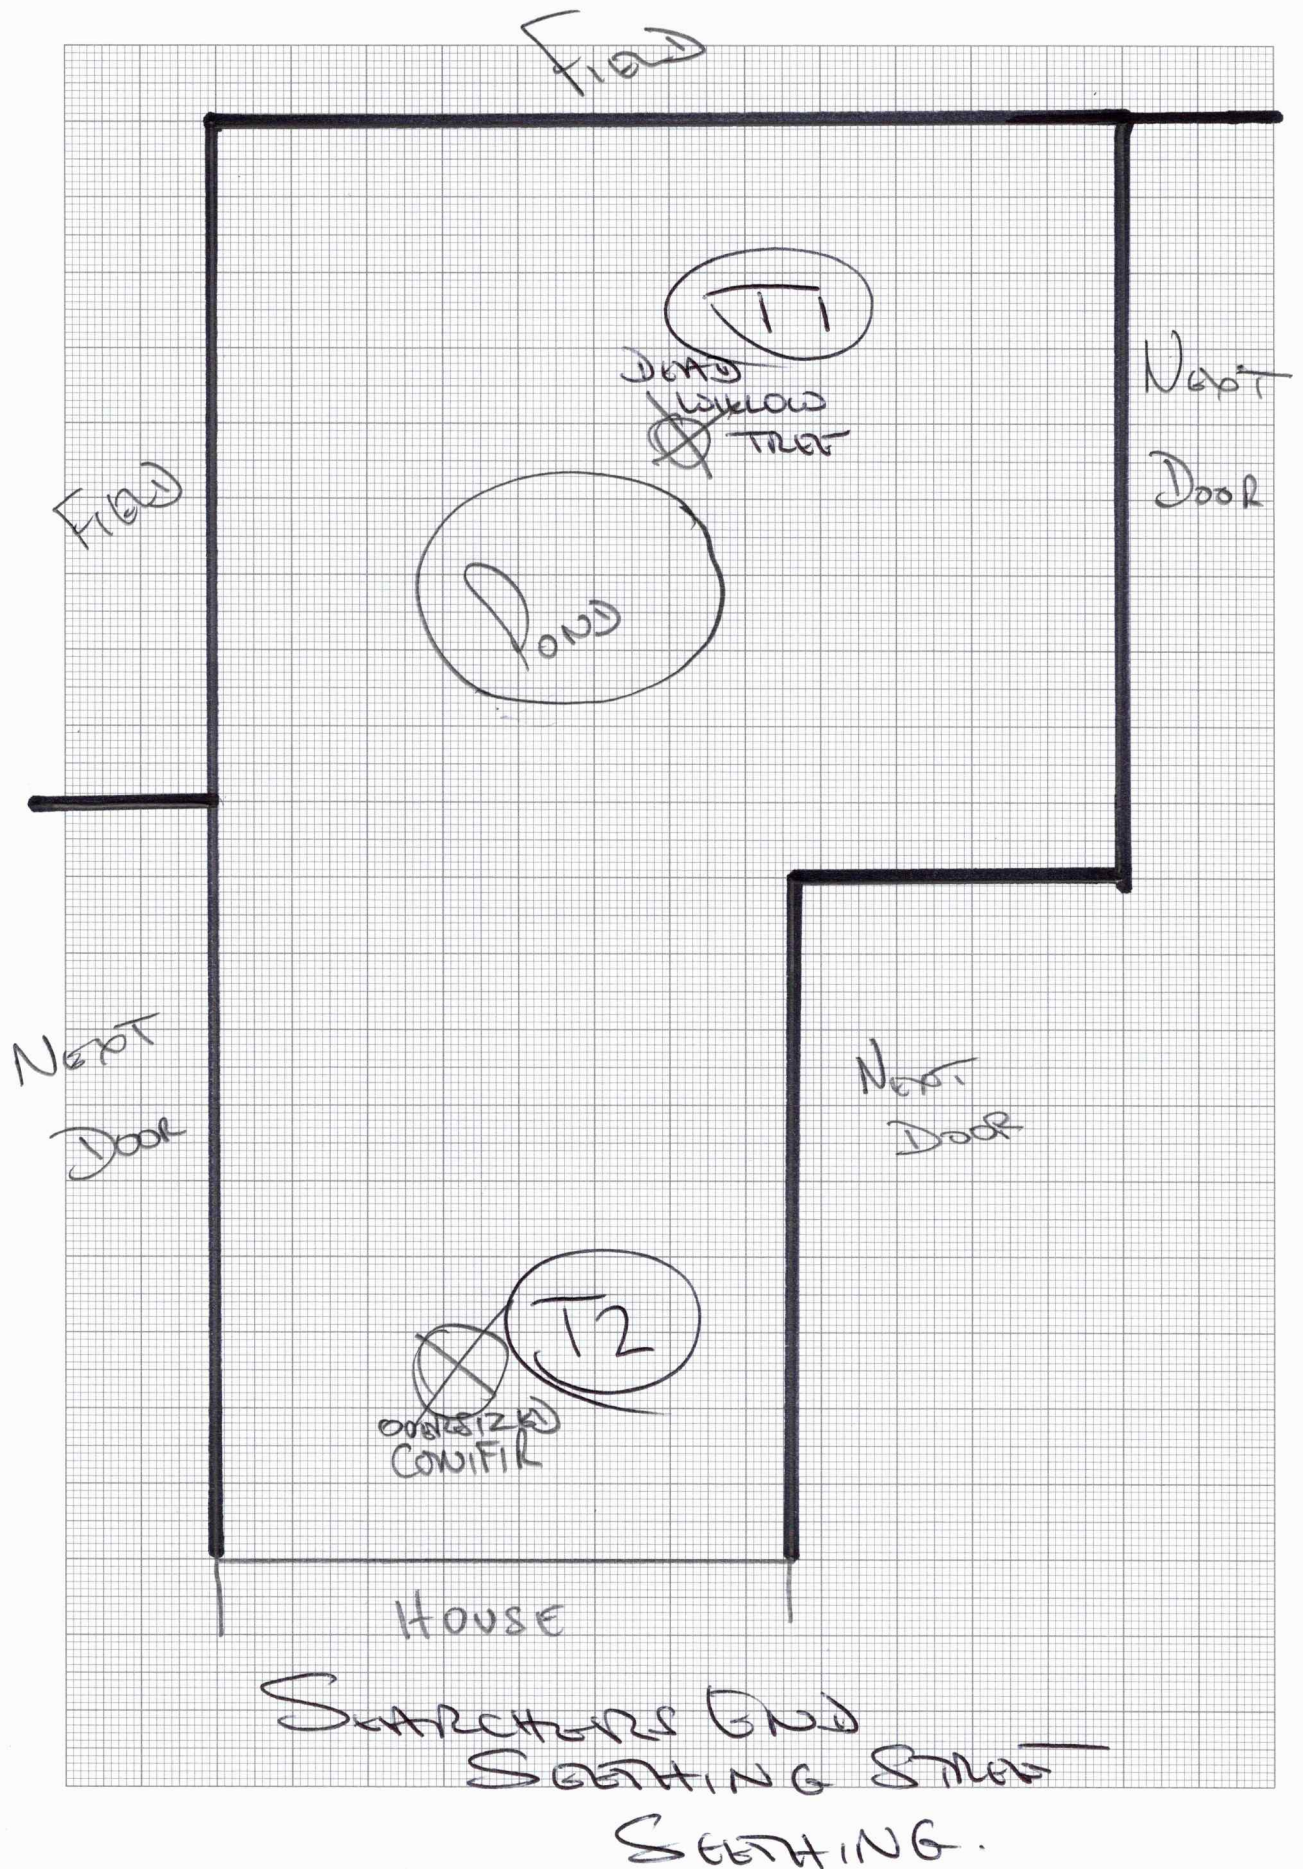 FIELD
T1
DEAD
WILLOW
TREE
NEXT
DOOR
FIELD
POND
NEXT
DOOR
NEXT
DOOR
T2
OVERSIZED
CONIFIR
HOUSE
SEARCHERS END
SEETHING STREET
SEETHING.